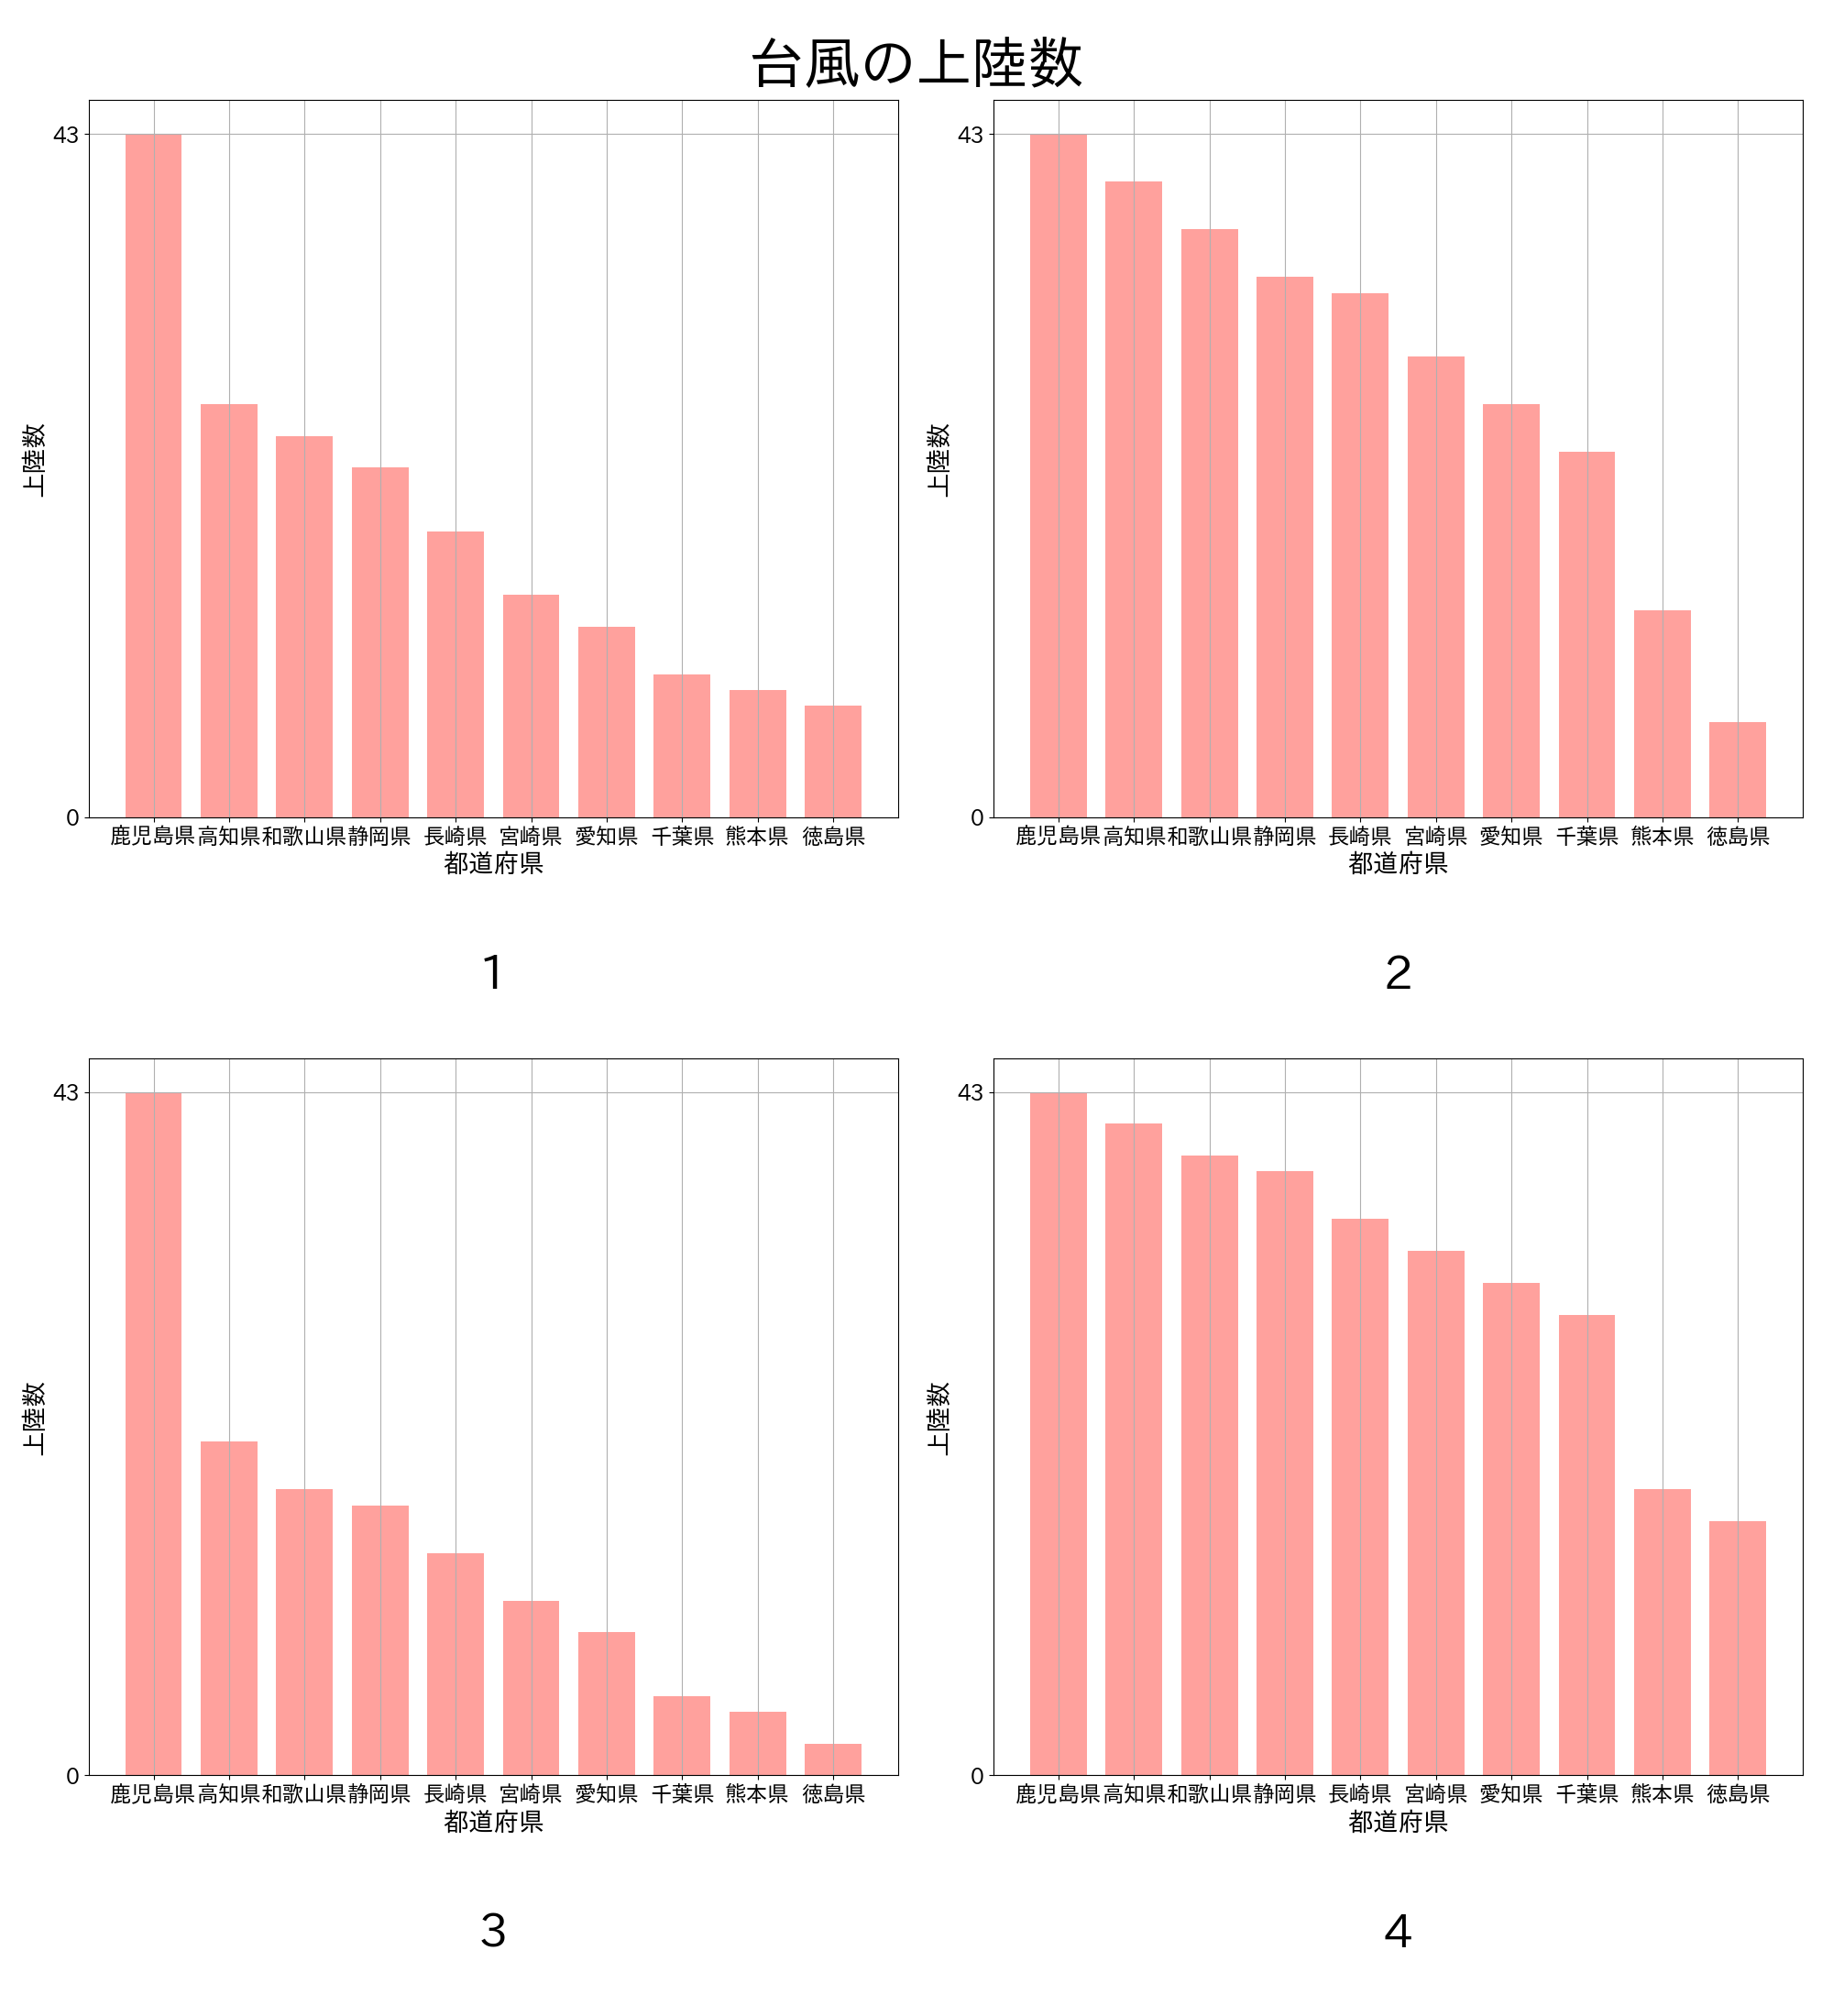 台風の上陸数
43
0
上陸数
鹿児島県 高知県 和歌山県 静岡県 長崎県 宮崎県 愛知県 千葉県 熊本県 徳島県
都道府県
1
43
0
上陸数
鹿児島県 高知県 和歌山県 静岡県 長崎県 宮崎県 愛知県 千葉県 熊本県 徳島県
都道府県
2
43
0
上陸数
鹿児島県 高知県 和歌山県 静岡県 長崎県 宮崎県 愛知県 千葉県 熊本県 徳島県
都道府県
3
43
0
上陸数
鹿児島県 高知県 和歌山県 静岡県 長崎県 宮崎県 愛知県 千葉県 熊本県 徳島県
都道府県
4